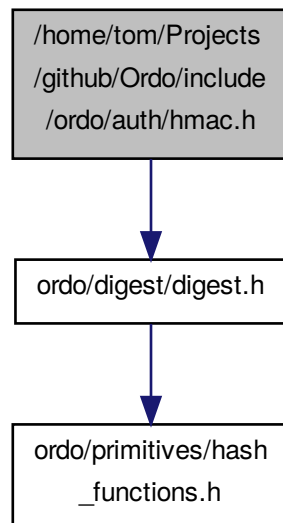 /home/tom/Projects
/github/Ordo/include
/ordo/auth/hmac.h
ordo/digest/digest.h
ordo/primitives/hash
_functions.h